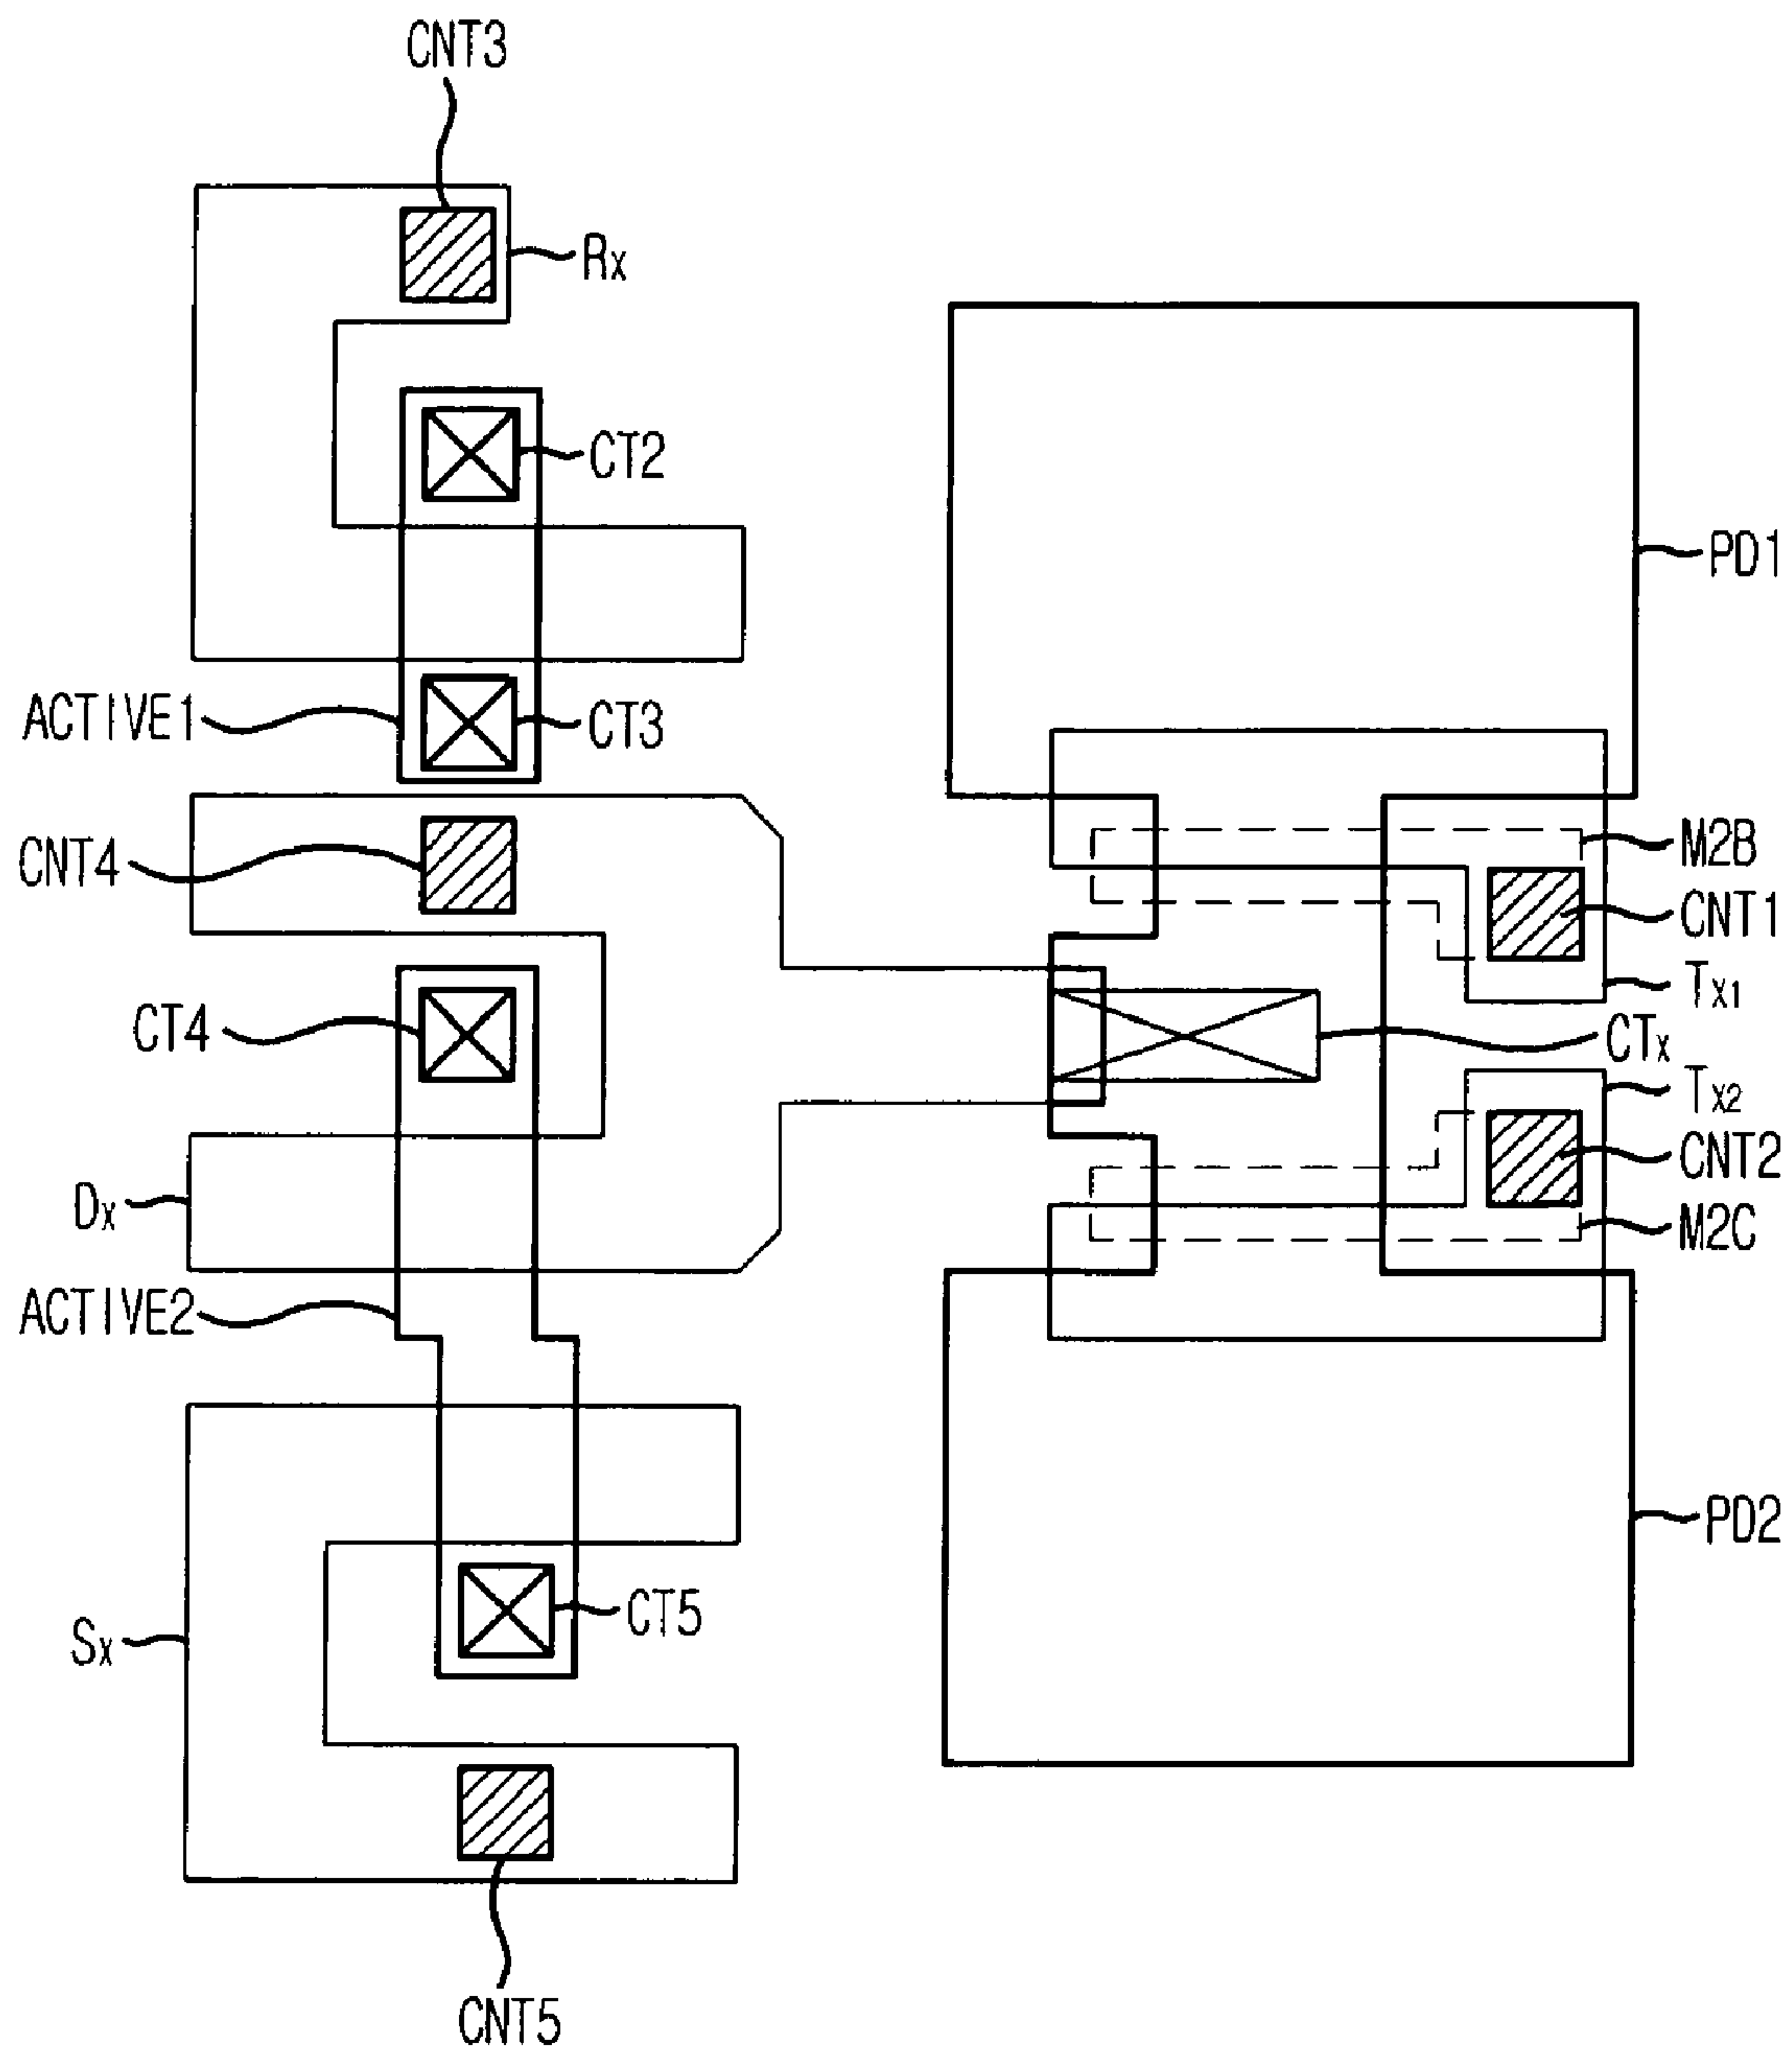 CNT3
Rx
CT2
PD1
ACTIVE1
CT3
M2B
CNT4
CNT1
Tx1
CT4
CTx
Tx2
CNT2
Dx
M2C
ACTIVE2
PD2
CT5
Sx
CNT5